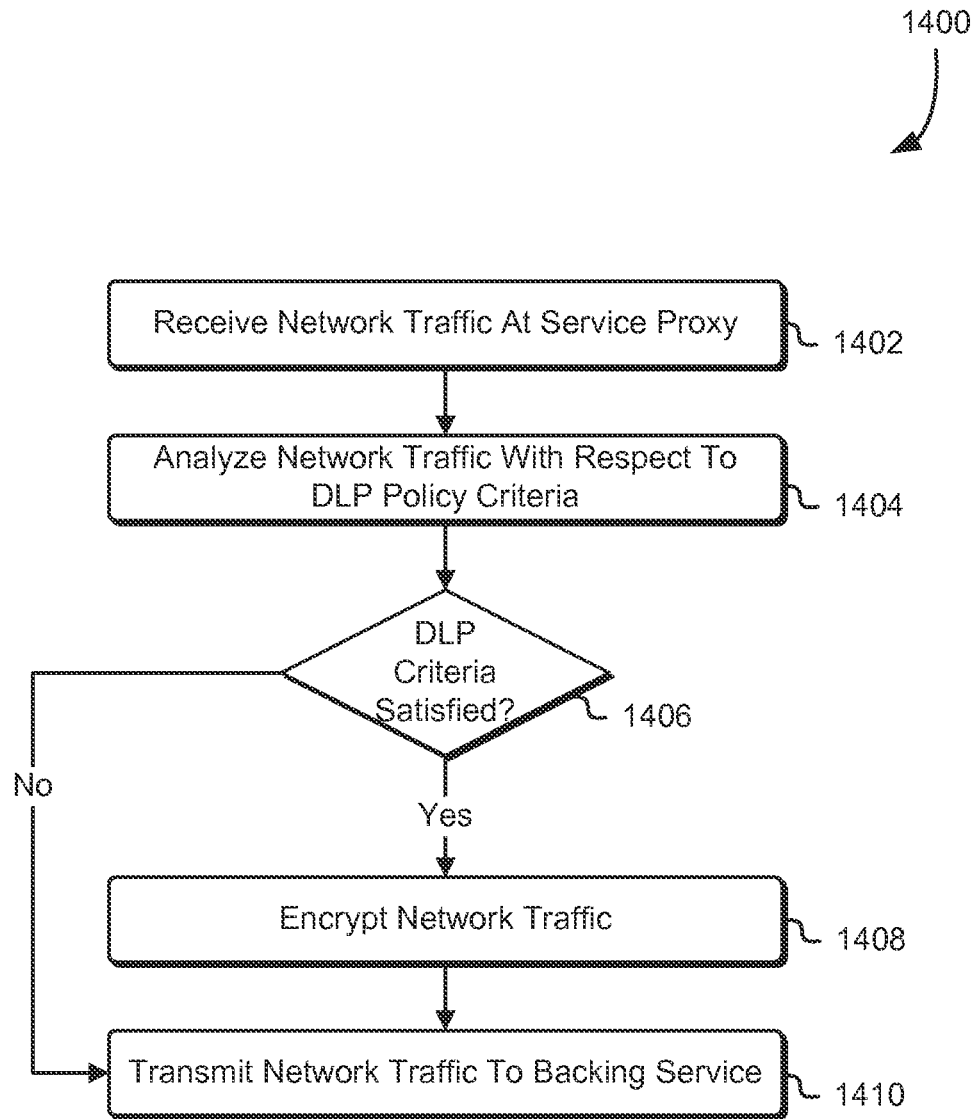 1400
Receive Network Traffic At Service Proxy
1402
Analyze Network Traffic With Respect To
DLP Policy Criteria
1404
DLP
Criteria
Satisfied?
1406
No
Yes
Encrypt Network Traffic
1408
Transmit Network Traffic To Backing Service
1410